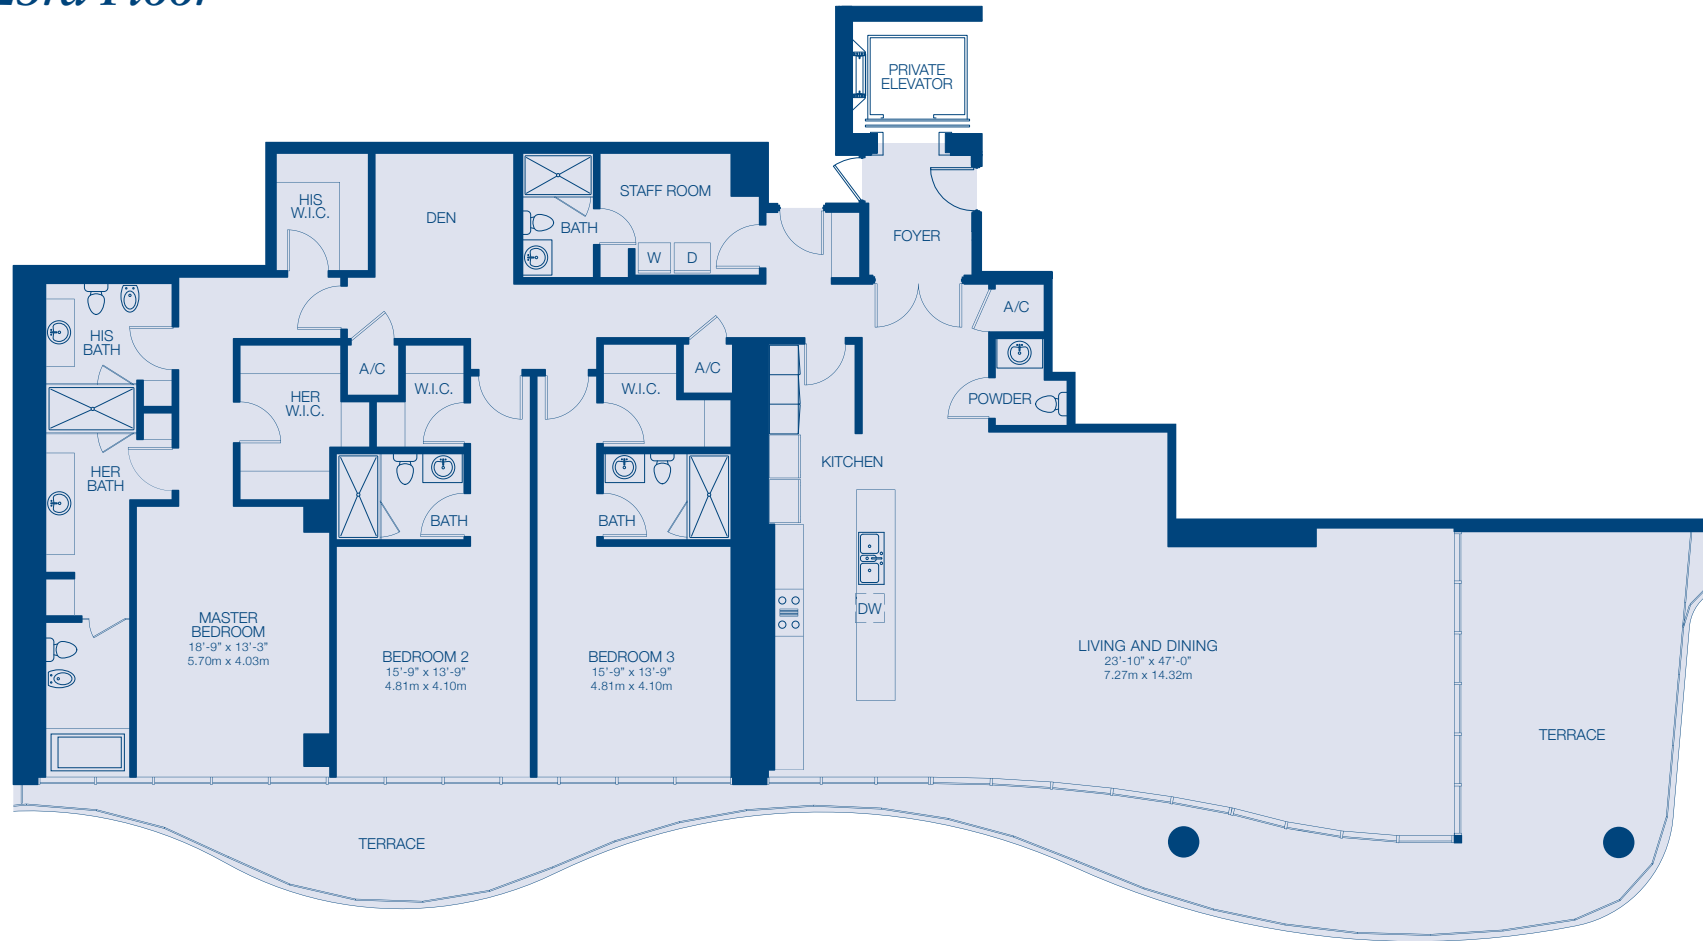 23rd Floor
PRIVATE
ELEVATOR
HIS
W.I.C.
DEN
STAFF ROOM
BATH
W
D
FOYER
A/C
HIS
BATH
A/C
W.I.C.
HER
W.I.C.
W.I.C.
A/C
POWDER
KITCHEN
HER
BATH
BATH
BATH
DW
MASTER
BEDROOM
18'-9" x 13'-3"
5.70m x 4.03m
BEDROOM 2
15'-9" x 13'-9"
4.81m x 4.10m
BEDROOM 3
15'-9" x 13'-9"
4.81m x 4.10m
LIVING AND DINING
23'-10" x 47'-0"
7.27m x 14.32m
TERRACE
TERRACE